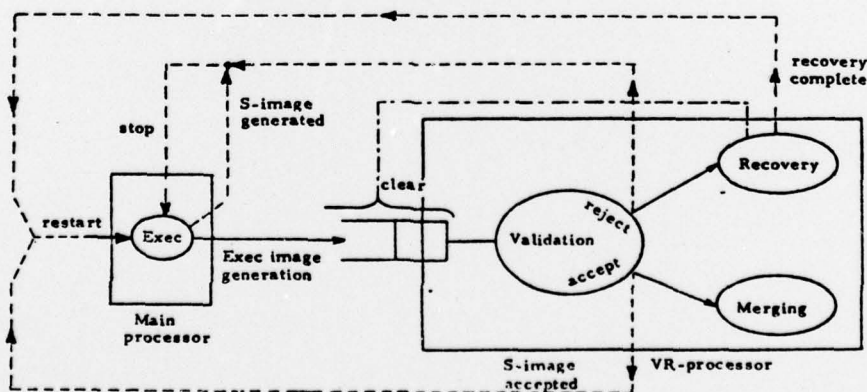 recovery
complete
S-image
generated
stop
Recovery
clear
restart
Exec
reject
Validation
Exec image
generation
accept
Merging
Main
processor
S-image
accepted
VR-processor